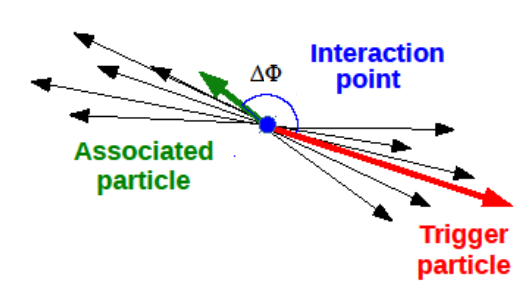 Interaction
point
ΔΦ
Associated
particle
Trigger
particle